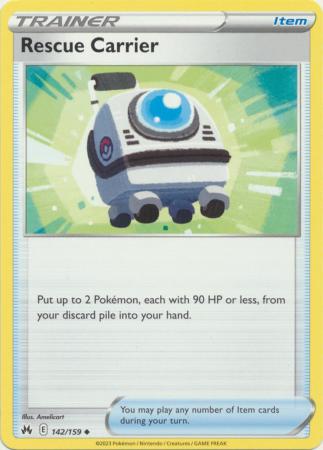 TRAINER Item
Rescue Carrier
Put up to 2 Pokémon, each with 90 HP or less, from
your discard pile into your hand.
Illus. Amelicart
E 142/159
You may play any number of Item cards
during your turn.
©2023 Pokémon / Nintendo / Creatures / GAME FREAK